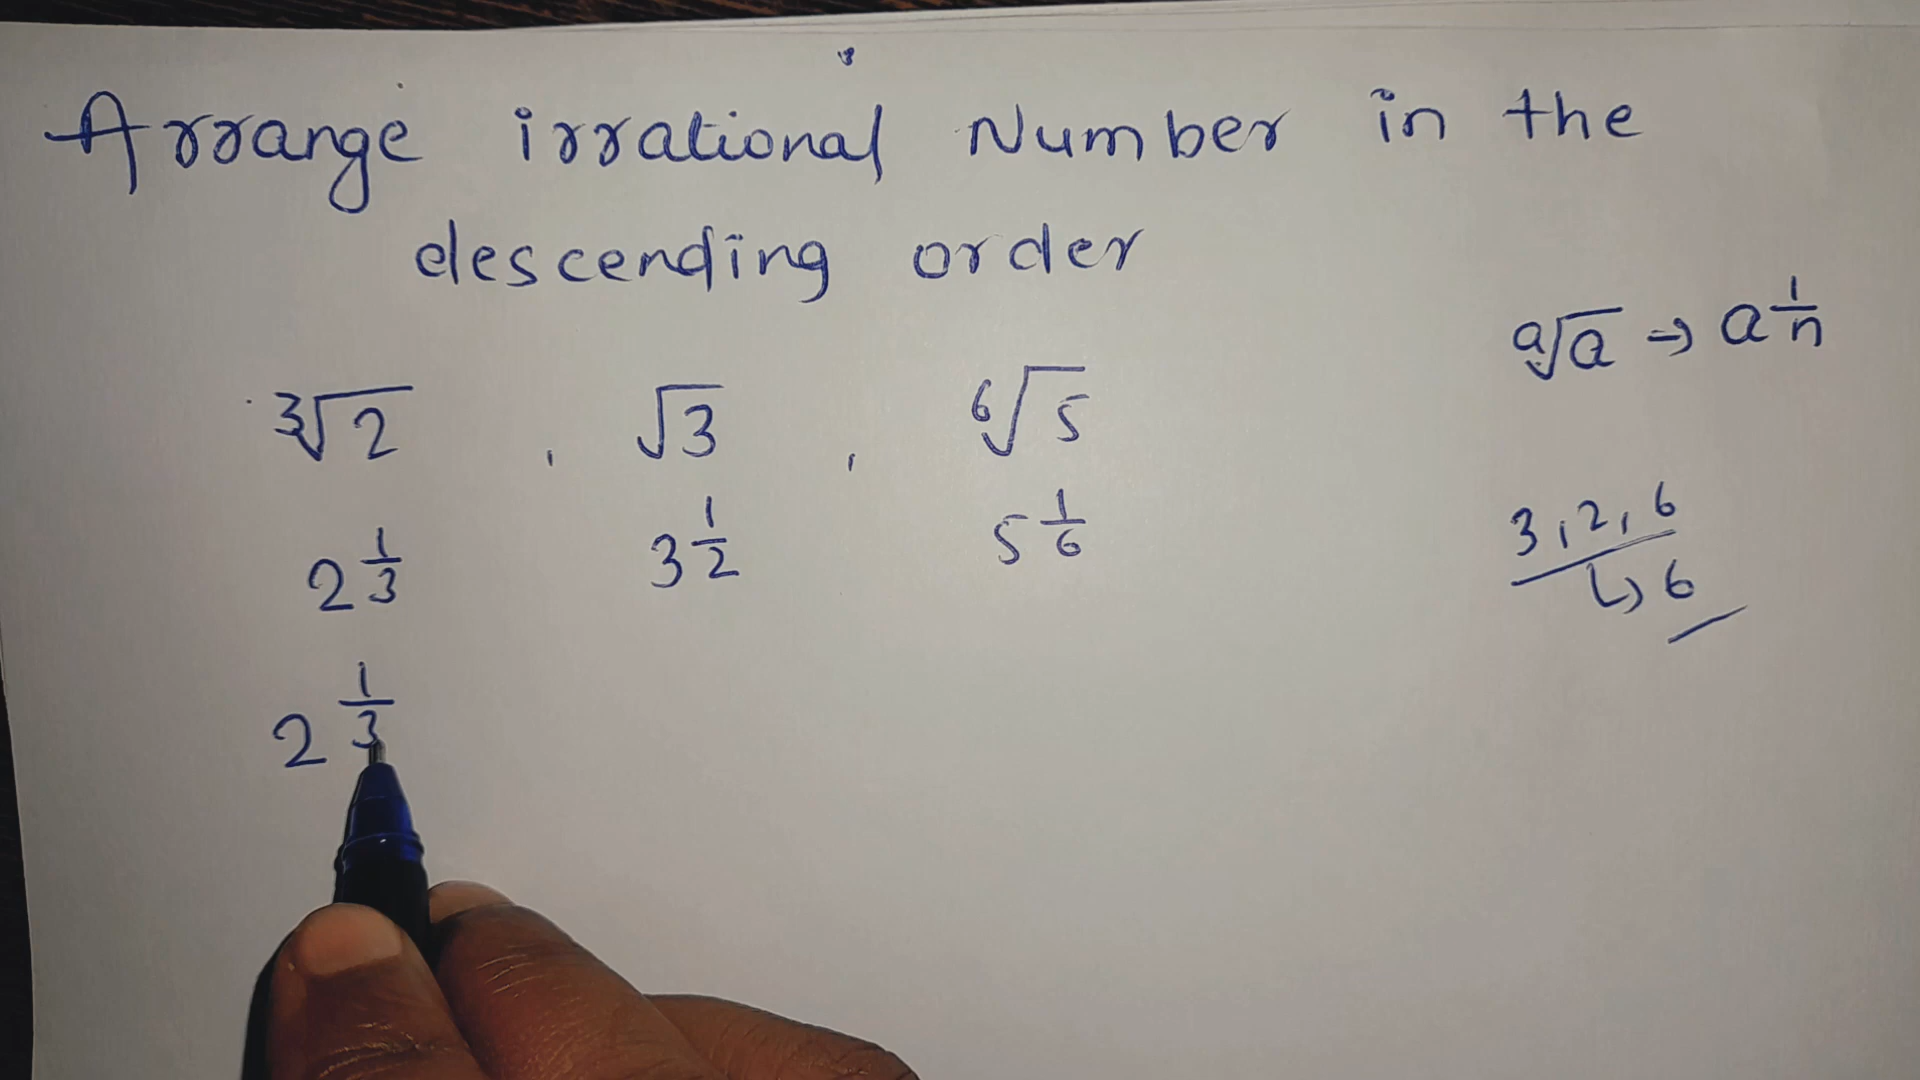 Arrange irrational Number in the
descending order
ᵃ√a → a^(1/n)
³√2 , √3 , ⁶√5
2^(1/3) 3^(1/2) 5^(1/6)
3, 2, 6
↳ 6
2^(1/3)